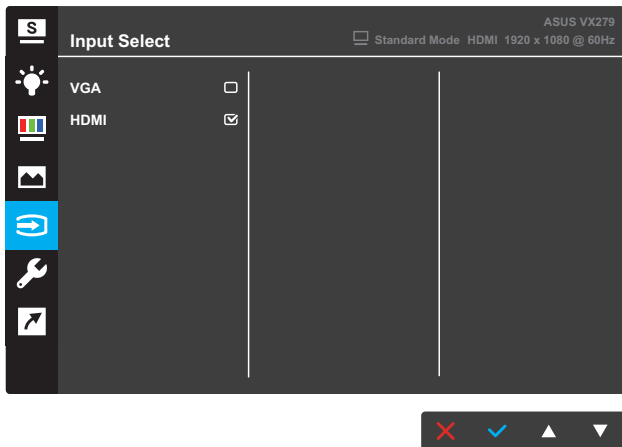 S
ASUS VX279
Input Select
Standard Mode HDMI 1920 x 1080 @ 60Hz
VGA
HDMI